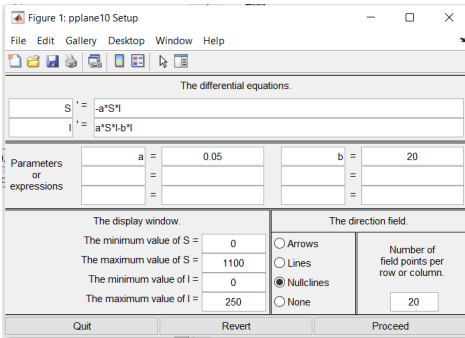 Figure 1: pplane10 Setup
File Edit Gallery Desktop Window Help
The differential equations.
S ' = -a*S*I
I ' = a*S*I-b*I
Parameters
or
expressions
a = 0.05 b = 20
= =
= =
The display window.
The minimum value of S = 0
The maximum value of S = 1100
The minimum value of I = 0
The maximum value of I = 250
The direction field.
Arrows
Lines
Nullclines
None
Number of
field points per
row or column.
20
Quit Revert Proceed